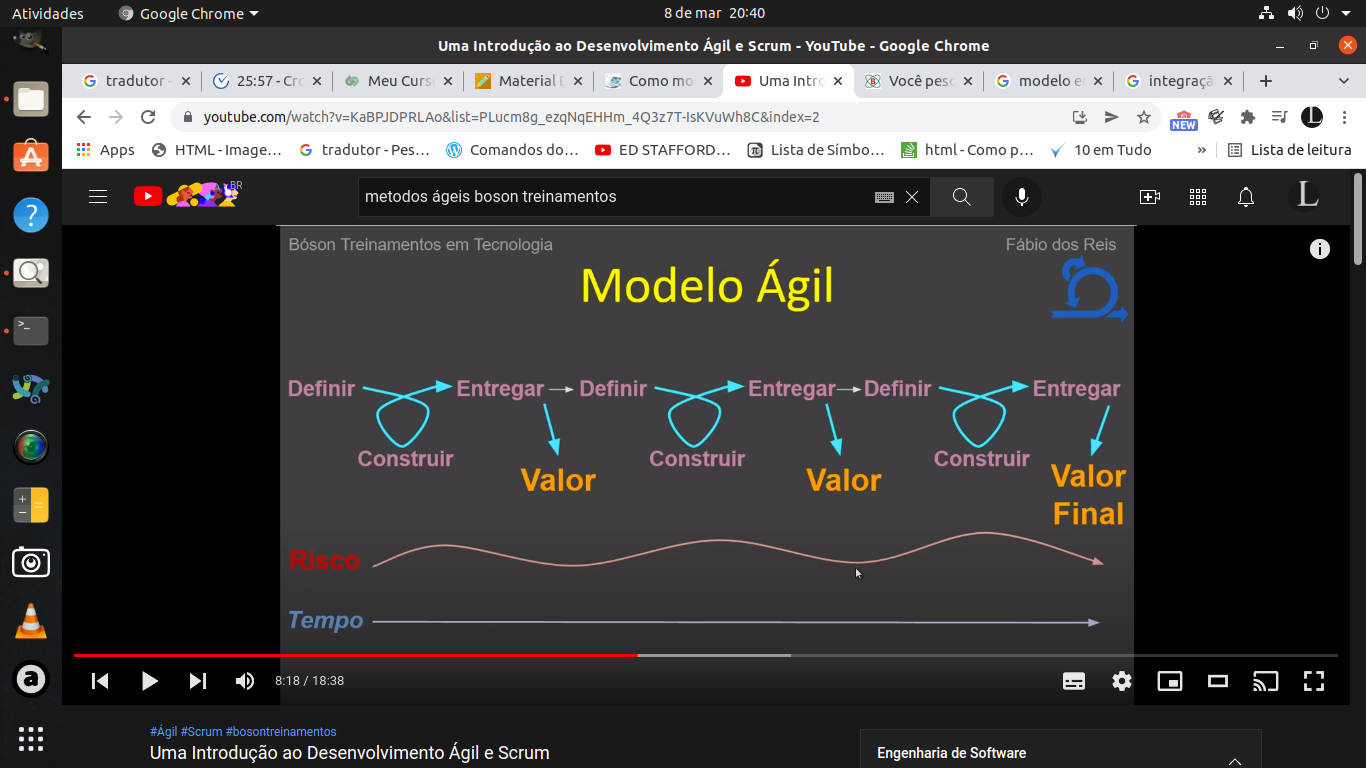 Atividades
Google Chrome
8 de mar 20:40
Uma Introdução ao Desenvolvimento Ágil e Scrum - YouTube - Google Chrome
tradutor -
25:57 - Cro
Meu Curs
Material D
Como mo
Uma Intro
Você pesq
modelo e
integraçã
youtube.com/watch?v=KaBPJDPRLAo&list=PLucm8g_ezqNqEHHm_4Q3z7T-IsKVuWh8C&index=2
NEW
Apps
HTML - Image...
tradutor - Pes...
Comandos do...
ED STAFFORD...
Lista de Símbo...
html - Como p...
10 em Tudo
»
Lista de leitura
BR
metodos ágeis boson treinamentos
L
Bóson Treinamentos em Tecnologia
Fábio dos Reis
Modelo Ágil
Definir Entregar Definir Entregar Definir Entregar
Construir Construir Construir
Valor Valor Valor
Final
Risco
Tempo
8:18 / 18:38
#Ágil #Scrum #bosontreinamentos
Uma Introdução ao Desenvolvimento Ágil e Scrum
Engenharia de Software